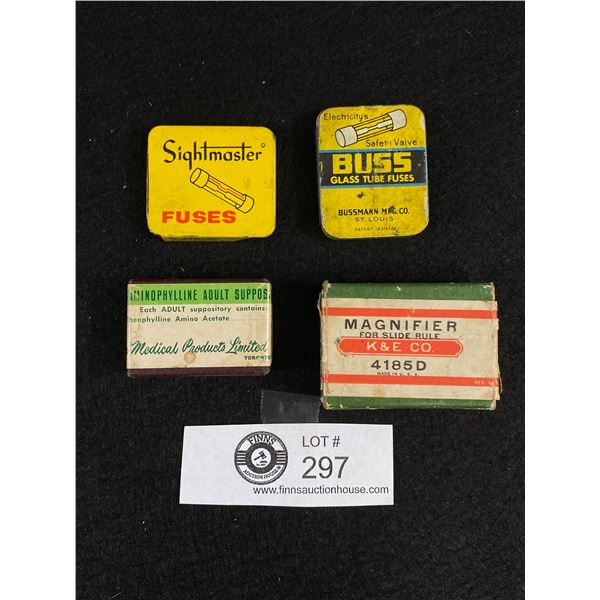 Sightmaster
FUSES
Electricity's
Safety Valve
BUSS
GLASS TUBE FUSES
BUSSMANN MFG. CO.
ST. LOUIS
PATENT
AMINOPHYLLINE ADULT SUPPOS
Each ADULT suppository contains:
heophylline Amino Acetate
Medical Products Limited
TORONTO
MAGNIFIER
FOR SLIDE RULE
K&E CO.
4185D
MADE IN U.S.A.
FINNS
AUCTION HOUSE
LOT #
297
www.finnsauctionhouse.com